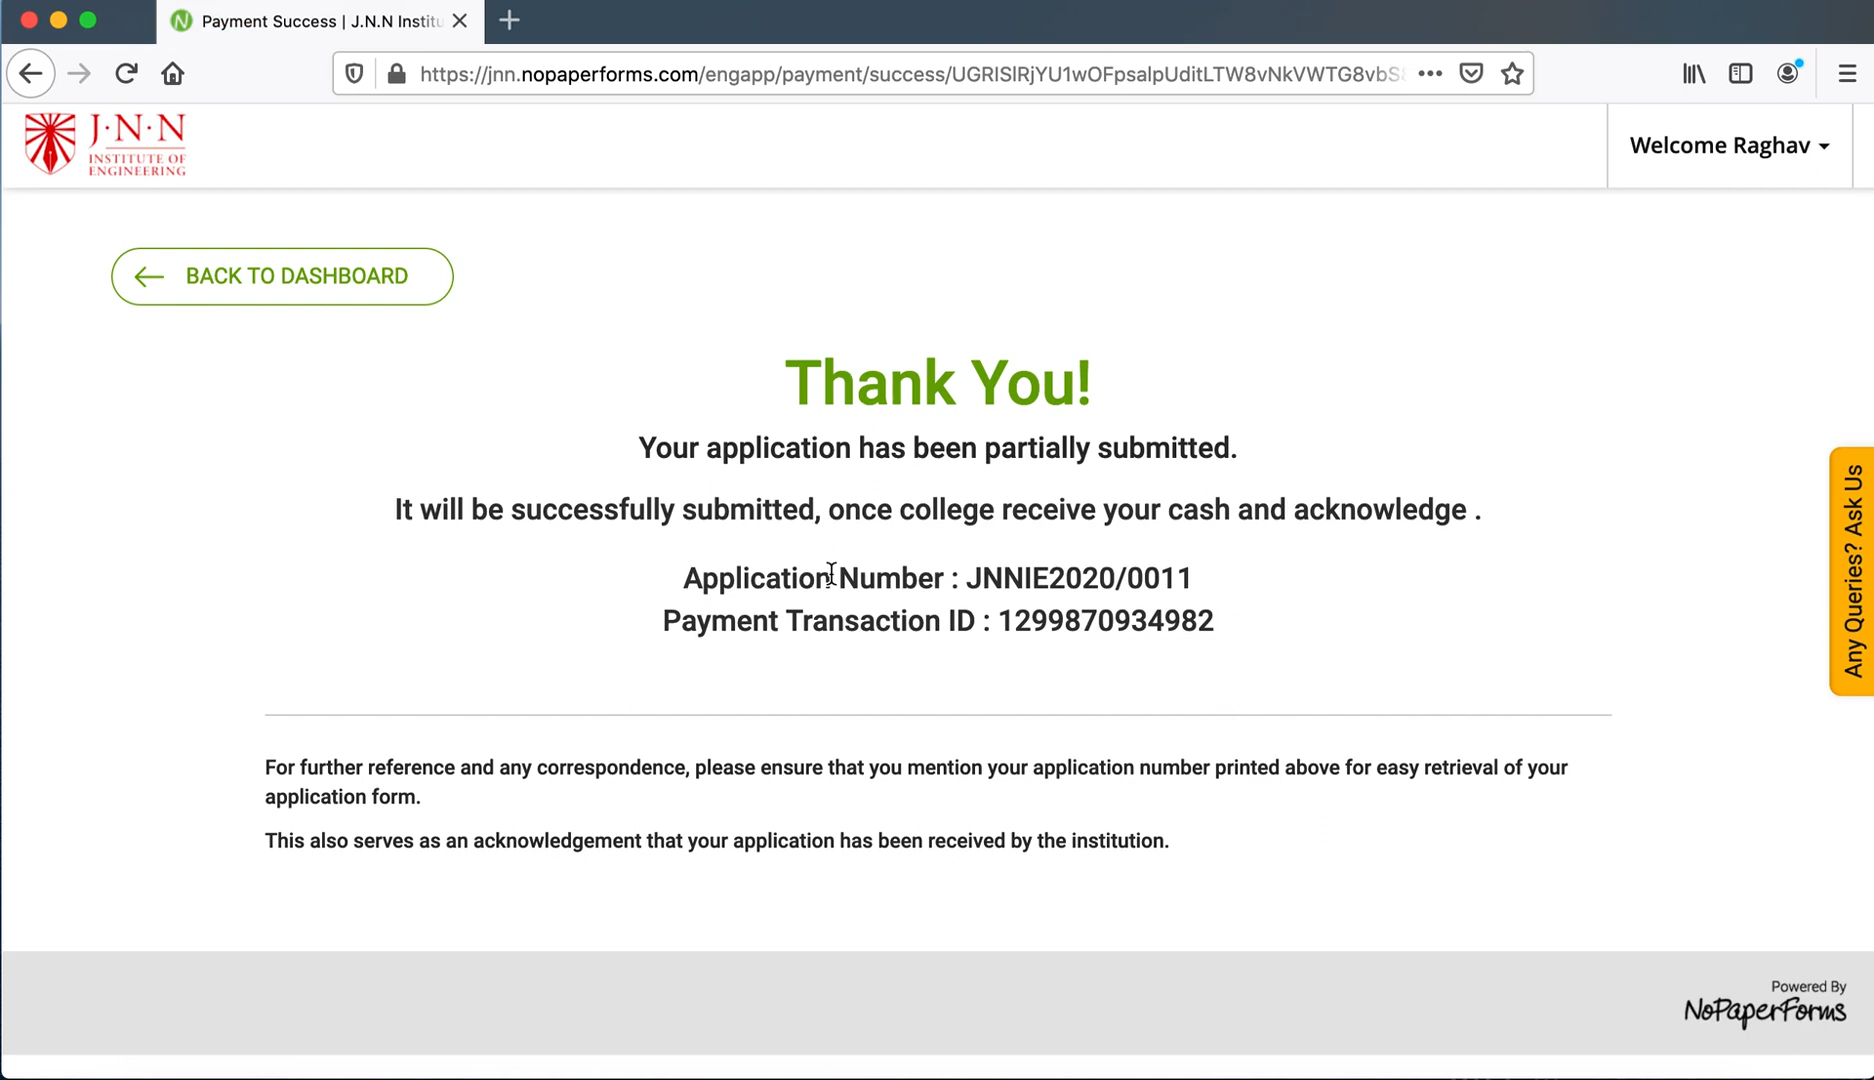 Payment Success | J.N.N Institu
https://jnn.nopaperforms.com/engapp/payment/success/
J·N·N
INSTITUTE OF
ENGINEERING
Welcome Raghav
BACK TO DASHBOARD
Thank You!
Your application has been partially submitted.
It will be successfully submitted, once college receive your cash and acknowledge .
Application Number : JNNIE2020/0011
Payment Transaction ID : 1299870934982
Any Queries? Ask Us
For further reference and any correspondence, please ensure that you mention your application number printed above for easy retrieval of your
application form.
This also serves as an acknowledgement that your application has been received by the institution.
Powered By
NoPaperForms